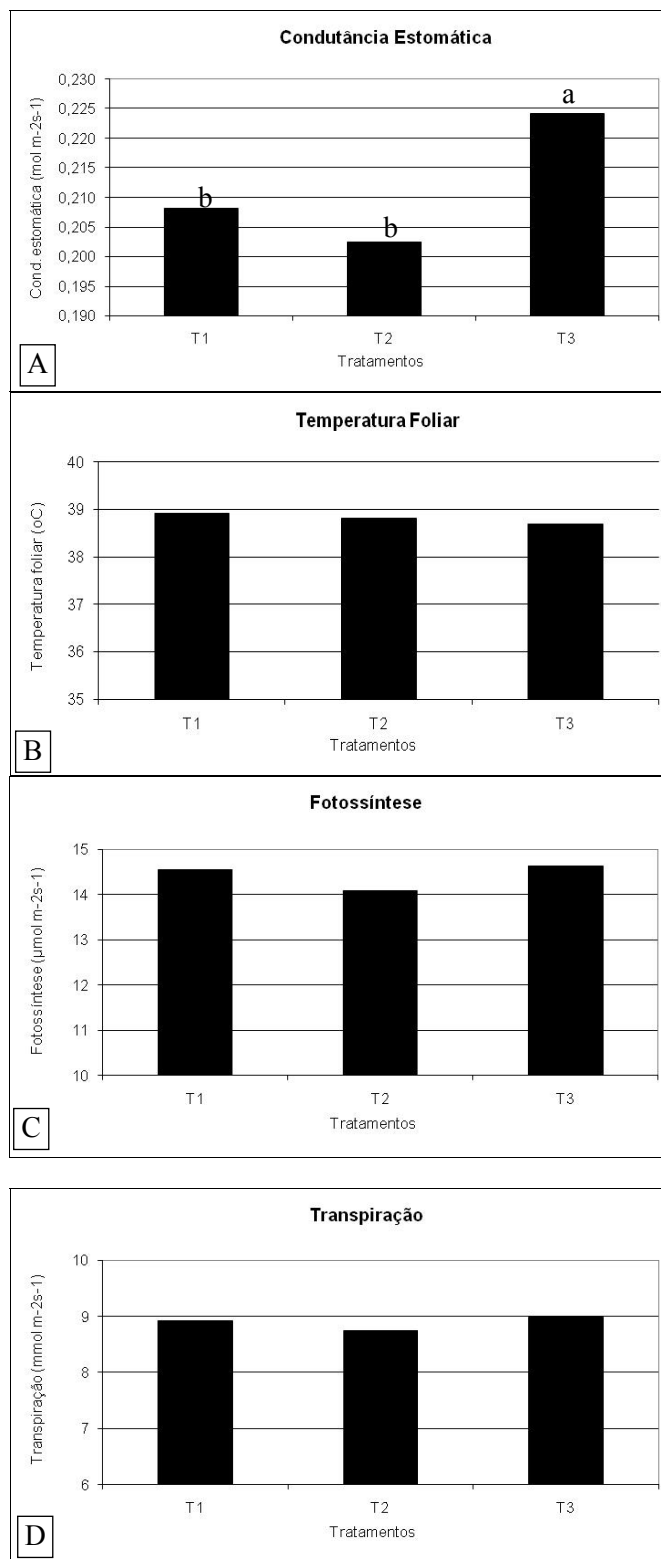 Condutância Estomática
Cond. estomática (mol m-2s-1)
0,230
0,225
0,220
0,215
0,210
0,205
0,200
0,195
0,190
b
b
a
T1
T2
T3
Tratamentos
A
Temperatura Foliar
Temperatura foliar (oC)
40
39
38
37
36
35
T1
T2
T3
Tratamentos
B
Fotossíntese
Fotossíntese (µmol m-2s-1)
15
14
13
12
11
10
T1
T2
T3
Tratamentos
C
Transpiração
Transpiração (mmol m-2s-1)
10
9
8
7
6
T1
T2
T3
Tratamentos
D